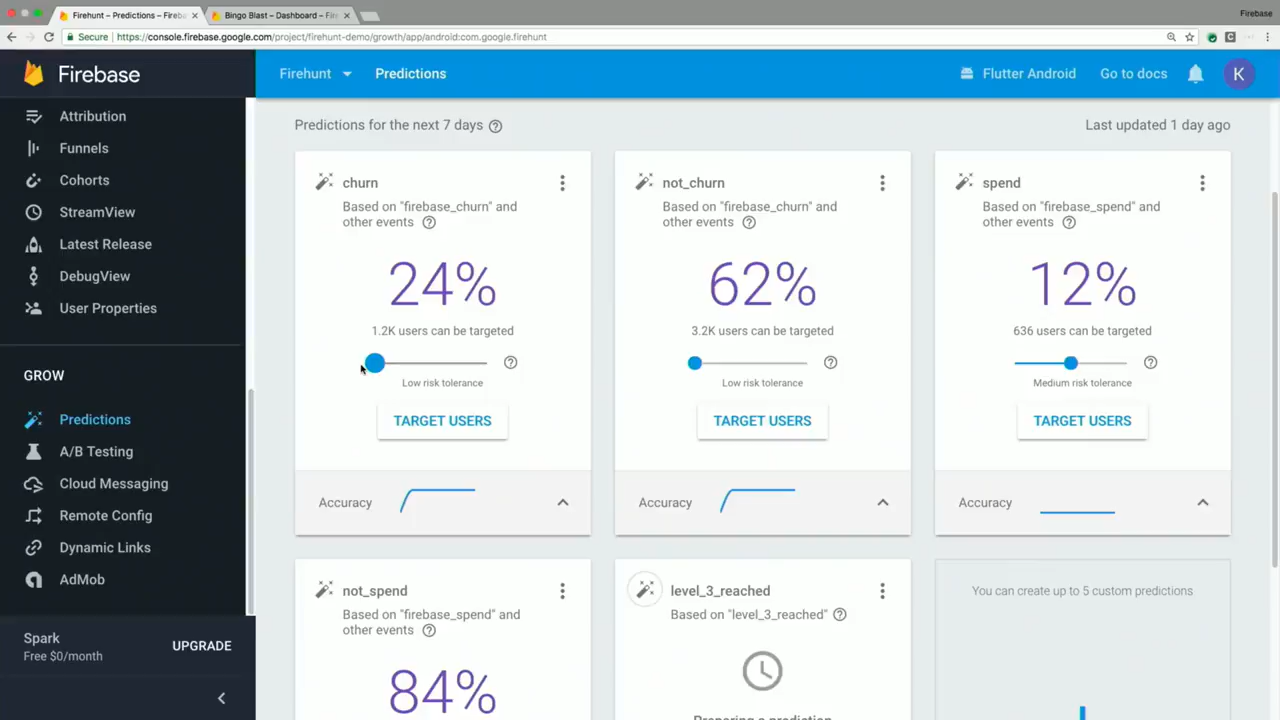 Firehunt – Predictions – Fireba
Bingo Blast – Dashboard – Fire
Firebase
Secure
https://console.firebase.google.com/project/firehunt-demo/growth/app/android:com.google.firehunt
Firebase
Firehunt
Predictions
Flutter Android
Go to docs
K
Attribution
Funnels
Cohorts
StreamView
Latest Release
DebugView
User Properties
GROW
Predictions
A/B Testing
Cloud Messaging
Remote Config
Dynamic Links
AdMob
Spark
Free $0/month
UPGRADE
Predictions for the next 7 days
Last updated 1 day ago
churn
Based on "firebase_churn" and
other events
24%
1.2K users can be targeted
Low risk tolerance
TARGET USERS
Accuracy
not_churn
Based on "firebase_churn" and
other events
62%
3.2K users can be targeted
Low risk tolerance
TARGET USERS
Accuracy
spend
Based on "firebase_spend" and
other events
12%
636 users can be targeted
Medium risk tolerance
TARGET USERS
Accuracy
not_spend
Based on "firebase_spend" and
other events
84%
level_3_reached
Based on "level_3_reached"
Preparing a prediction
You can create up to 5 custom predictions